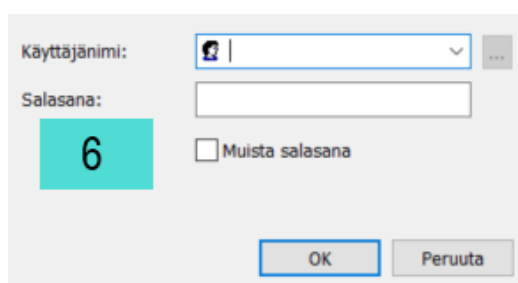 Käyttäjänimi:
...
Salasana:
6
Muista salasana
OK
Peruuta